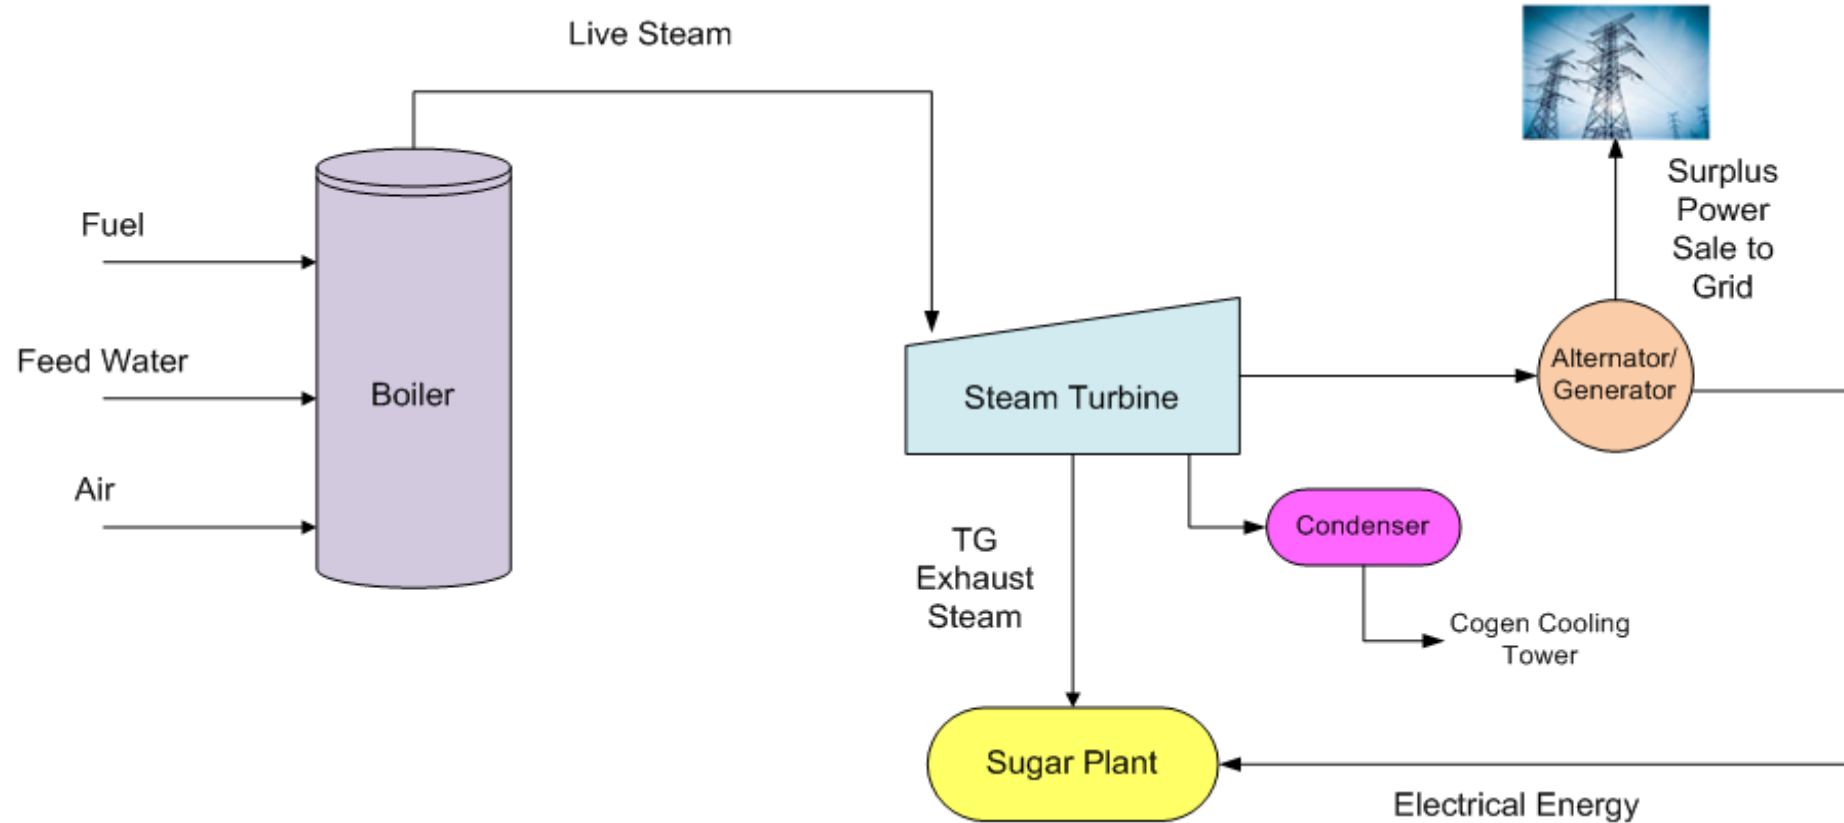 Live Steam
Surplus
Power
Sale to
Grid
Fuel
Feed Water
Boiler
Air
Steam Turbine
Alternator/
Generator
TG
Exhaust
Steam
Condenser
Cogen Cooling
Tower
Sugar Plant
Electrical Energy